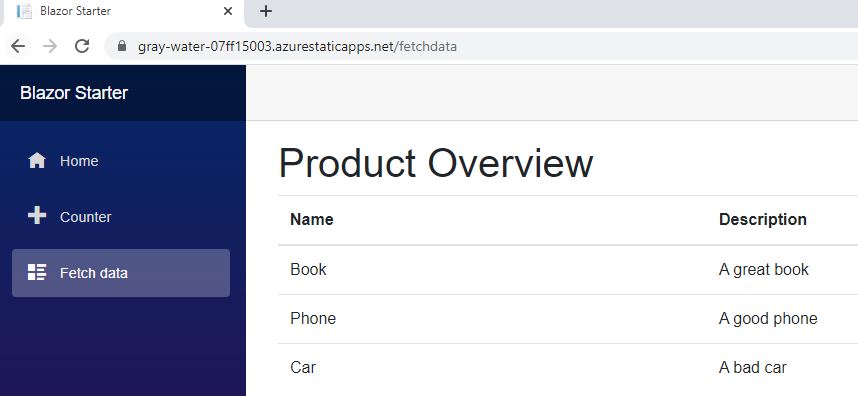 Blazor Starter
gray-water-07ff15003.azurestaticapps.net/fetchdata
Blazor Starter
Home
Counter
Fetch data
Product Overview
Name Description
Book A great book
Phone A good phone
Car A bad car